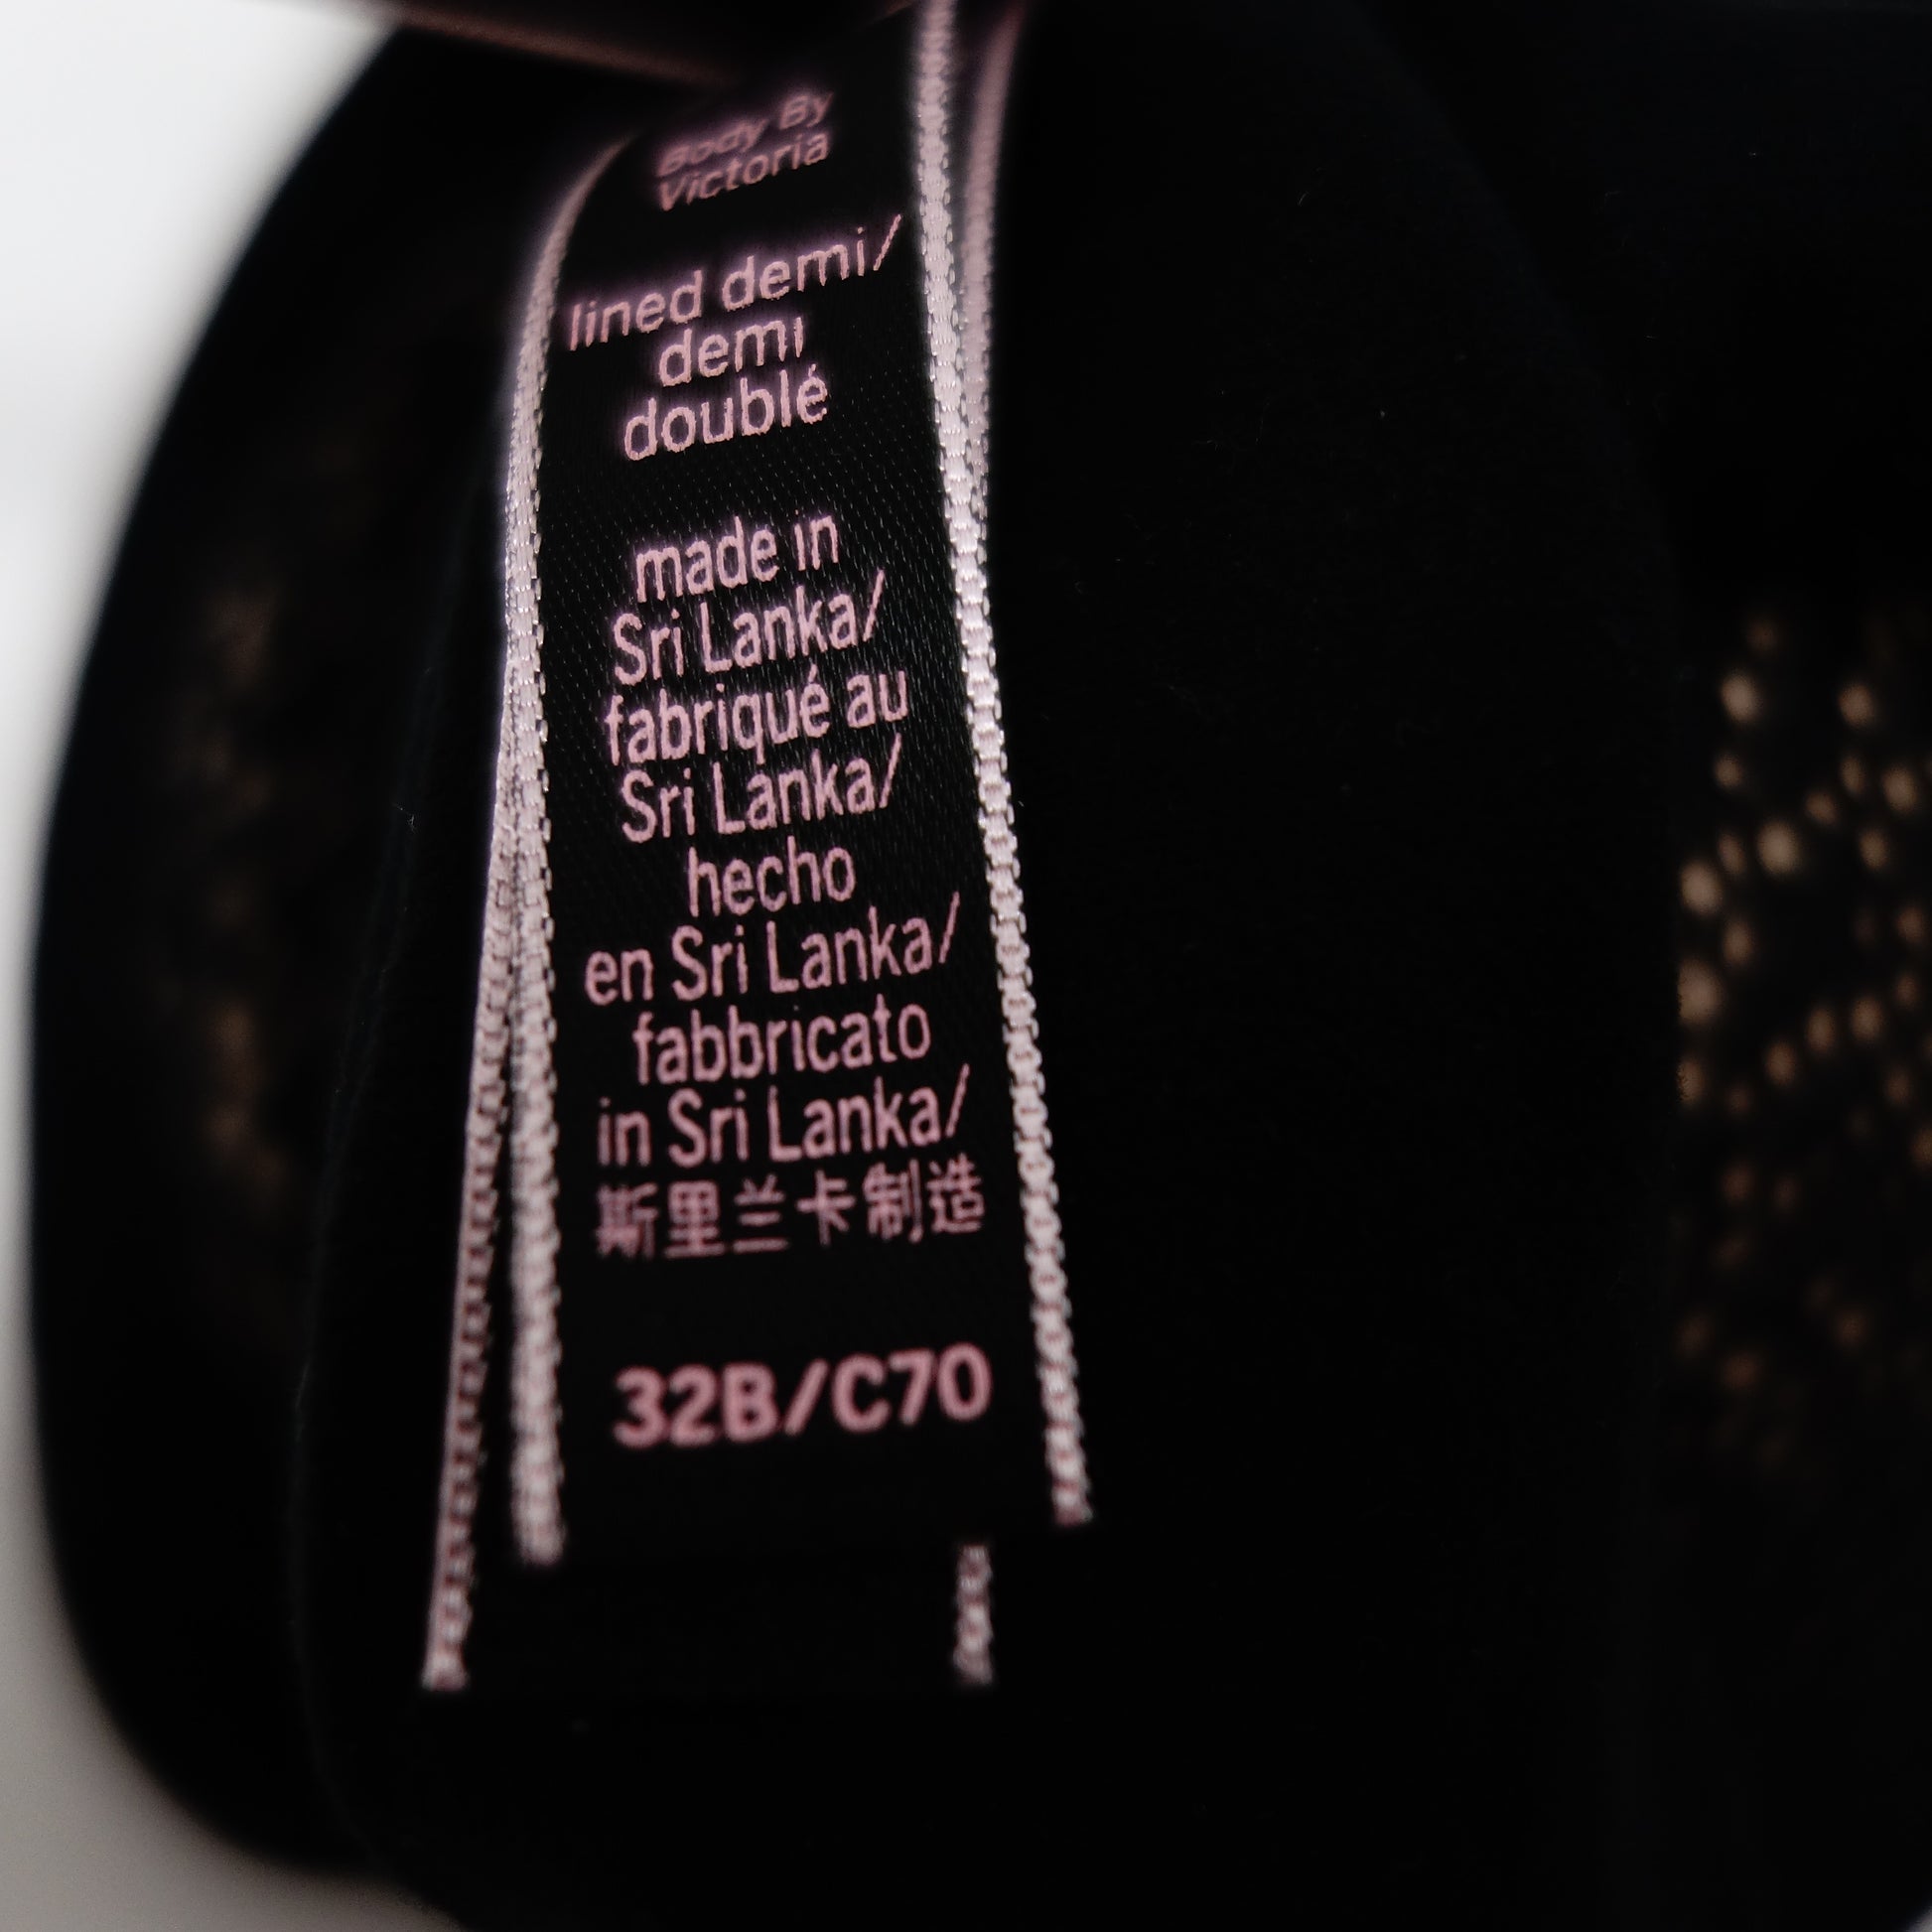 Body By
Victoria
lined demi/
demi
doublé
made in
Sri Lanka/
fabriqué au
Sri Lanka/
hecho
en Sri Lanka/
fabbricato
in Sri Lanka/
斯里兰卡制造
32B/C70